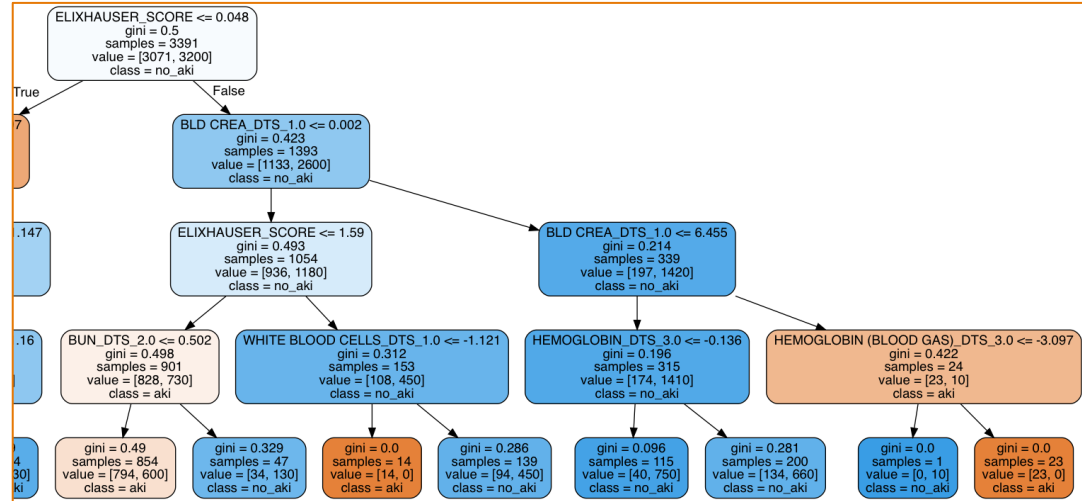 ELIXHAUSER_SCORE <= 0.048
gini = 0.5
samples = 3391
value = [3071, 3200]
class = no_aki
True
False
7
BLD CREA_DTS_1.0 <= 0.002
gini = 0.423
samples = 1393
value = [1133, 2600]
class = no_aki
1.147
ELIXHAUSER_SCORE <= 1.59
gini = 0.493
samples = 1054
value = [936, 1180]
class = no_aki
BLD CREA_DTS_1.0 <= 6.455
gini = 0.214
samples = 339
value = [197, 1420]
class = no_aki
.16
]
BUN_DTS_2.0 <= 0.502
gini = 0.498
samples = 901
value = [828, 730]
class = aki
WHITE BLOOD CELLS_DTS_1.0 <= -1.121
gini = 0.312
samples = 153
value = [108, 450]
class = no_aki
HEMOGLOBIN_DTS_3.0 <= -0.136
gini = 0.196
samples = 315
value = [174, 1410]
class = no_aki
HEMOGLOBIN (BLOOD GAS)_DTS_3.0 <= -3.097
gini = 0.422
samples = 24
value = [23, 10]
class = aki
4
30]
ki
gini = 0.49
samples = 854
value = [794, 600]
class = aki
gini = 0.329
samples = 47
value = [34, 130]
class = no_aki
gini = 0.0
samples = 14
value = [14, 0]
class = aki
gini = 0.286
samples = 139
value = [94, 450]
class = no_aki
gini = 0.096
samples = 115
value = [40, 750]
class = no_aki
gini = 0.281
samples = 200
value = [134, 660]
class = no_aki
gini = 0.0
samples = 1
value = [0, 10]
class = no_aki
gini = 0.0
samples = 23
value = [23, 0]
class = aki